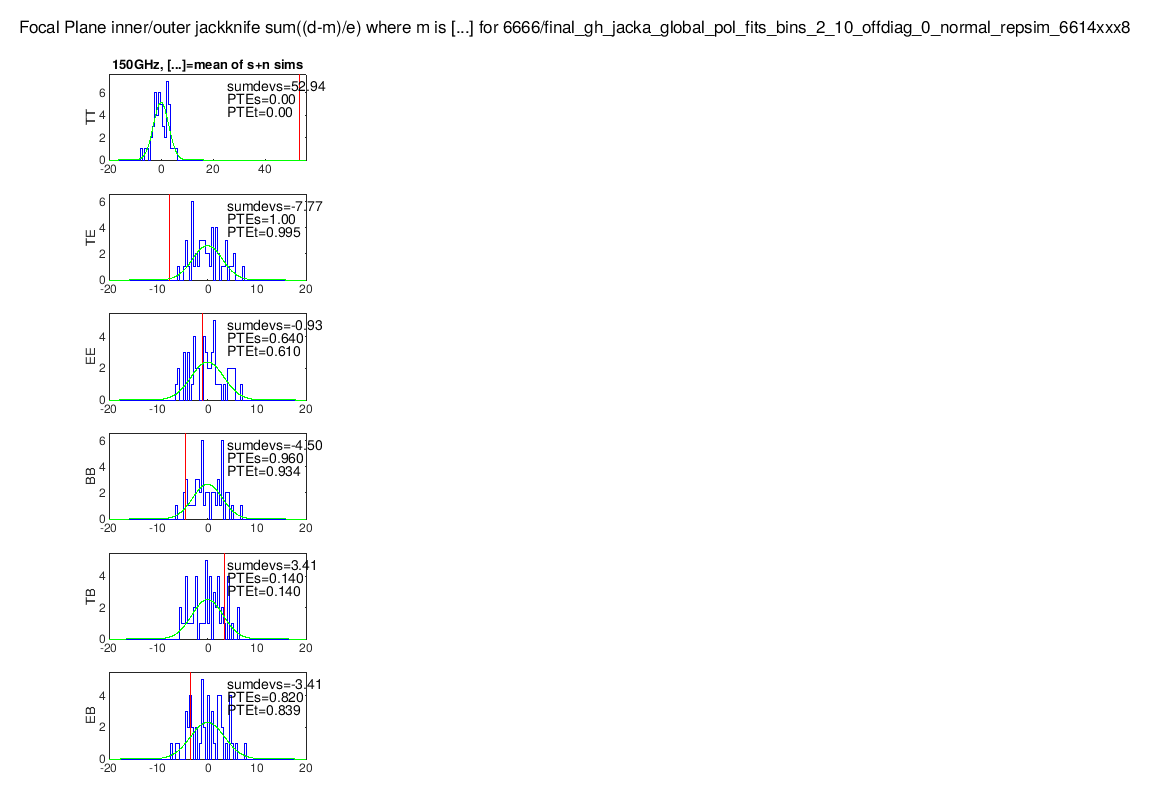 Focal Plane inner/outer jackknife sum((d-m)/e) where m is [...] for 6666/final_gh_jacka_global_pol_fits_bins_2_10_offdiag_0_normal_repsim_6614xxx8
150GHz, [...]=mean of s+n sims
sumdevs=52.94
PTEs=0.00
PTEt=0.00
TT
6
4
2
0
-20 0 20 40
sumdevs=-7.77
PTEs=1.00
PTEt=0.995
TE
6
4
2
0
-20 -10 0 10 20
sumdevs=-0.93
PTEs=0.640
PTEt=0.610
EE
4
2
0
-20 -10 0 10 20
sumdevs=-4.50
PTEs=0.960
PTEt=0.934
BB
6
4
2
0
-20 -10 0 10 20
sumdevs=3.41
PTEs=0.140
PTEt=0.140
TB
4
2
0
-20 -10 0 10 20
sumdevs=-3.41
PTEs=0.820
PTEt=0.839
EB
4
2
0
-20 -10 0 10 20